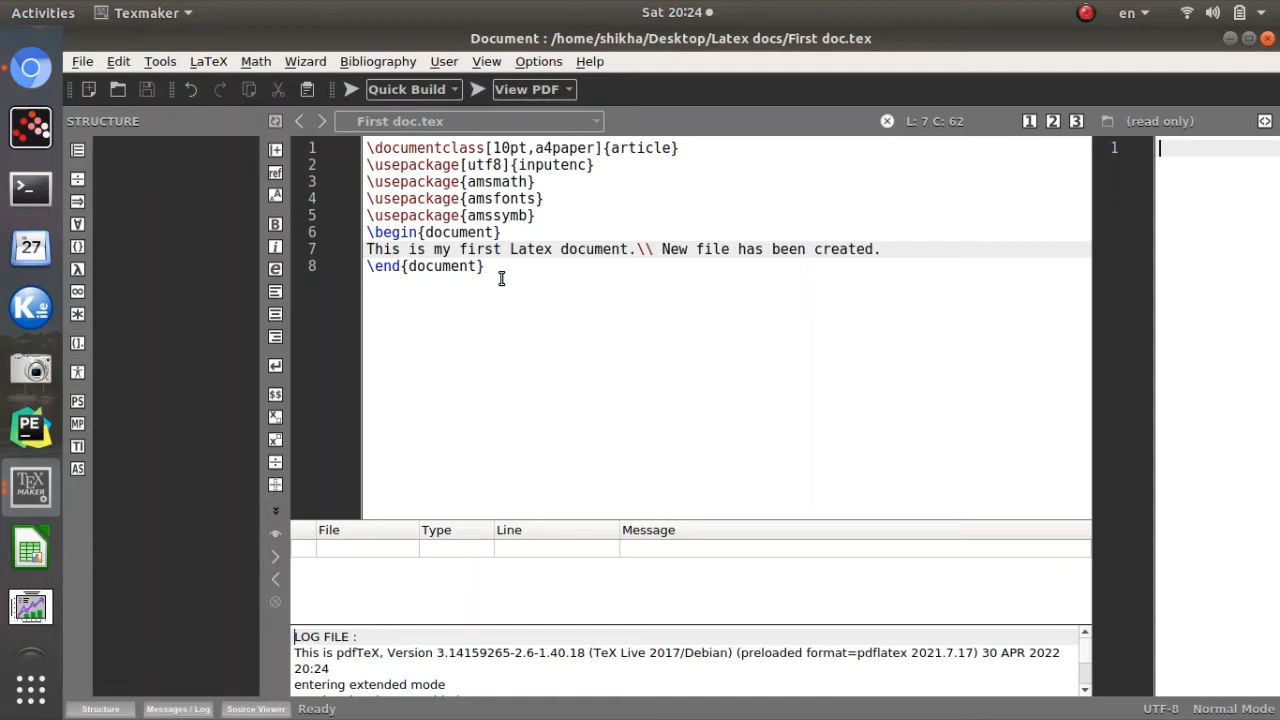 Activities Texmaker Sat 20:24 en
Document : /home/shikha/Desktop/Latex docs/First doc.tex
File Edit Tools LaTeX Math Wizard Bibliography User View Options Help
Quick Build View PDF
STRUCTURE First doc.tex L: 7 C: 62 1 2 3 (read only)
1 \documentclass[10pt,a4paper]{article} 1
2 \usepackage[utf8]{inputenc}
3 \usepackage{amsmath}
4 \usepackage{amsfonts}
5 \usepackage{amssymb}
6 \begin{document}
7 This is my first Latex document.\\ New file has been created.
8 \end{document}
File Type Line Message
LOG FILE :
This is pdfTeX, Version 3.14159265-2.6-1.40.18 (TeX Live 2017/Debian) (preloaded format=pdflatex 2021.7.17) 30 APR 2022
20:24
entering extended mode
Structure Messages / Log Source Viewer Ready UTF-8 Normal Mode